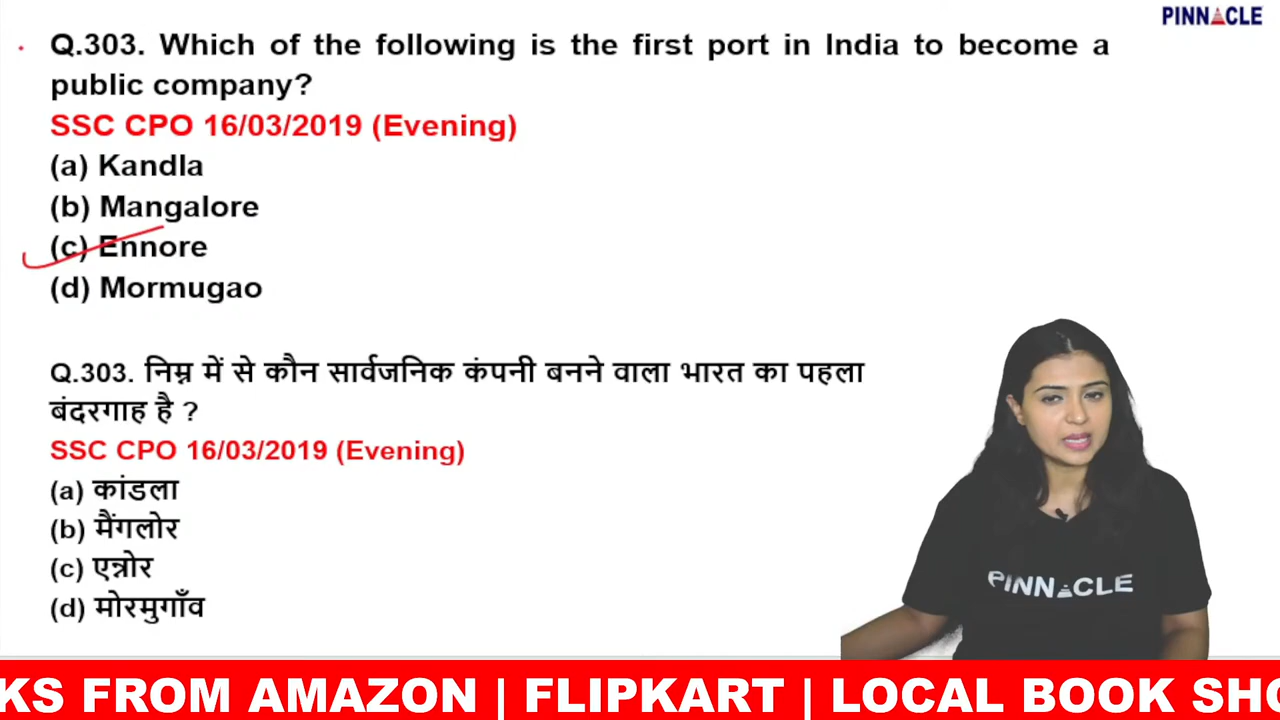 PINNACLE
Q.303. Which of the following is the first port in India to become a
public company?
SSC CPO 16/03/2019 (Evening)
(a) Kandla
(b) Mangalore
(c) Ennore
(d) Mormugao
Q.303. निम्न में से कौन सार्वजनिक कंपनी बनने वाला भारत का पहला
बंदरगाह है ?
SSC CPO 16/03/2019 (Evening)
(a) कांडला
(b) मैंगलोर
(c) एन्नोर
(d) मोरमुगाँव
PINNACLE
KS FROM AMAZON | FLIPKART | LOCAL BOOK SHO